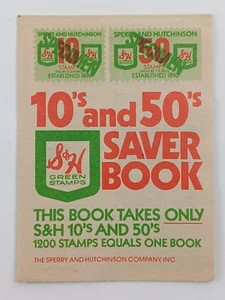 SPERRY AND HUTCHINSON SPERRY AND HUTCHINSON
10 S&H 50 S&H
STAMPS STAMPS
ESTABLISHED 1896 ESTABLISHED 1896
10's and 50's
S&H
GREEN
STAMPS
SAVER
BOOK
THIS BOOK TAKES ONLY
S&H 10'S AND 50'S
1200 STAMPS EQUALS ONE BOOK
THE SPERRY AND HUTCHINSON COMPANY, INC